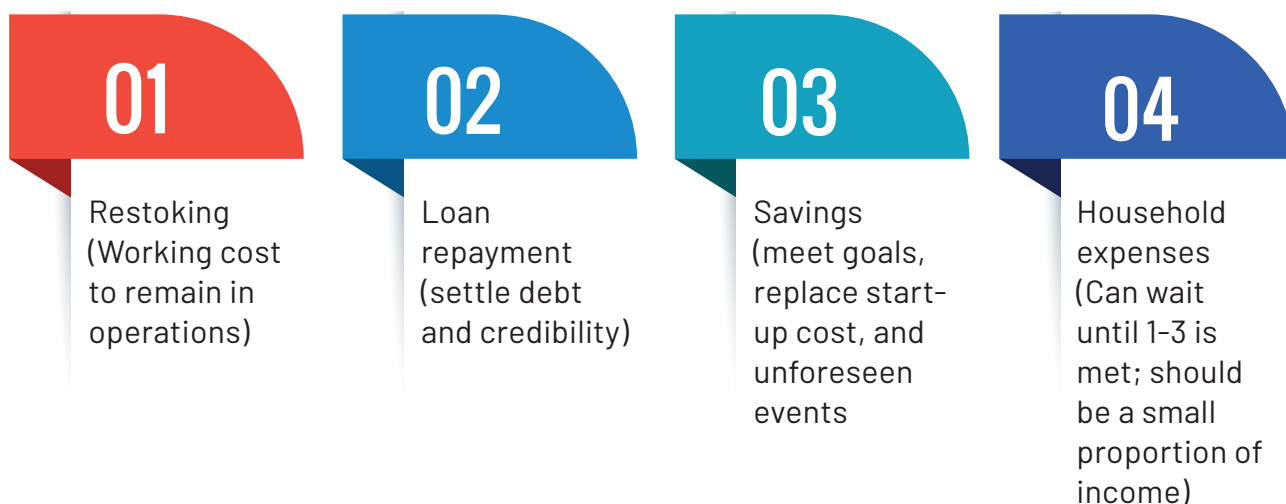 01
Restoking
(Working cost
to remain in
operations)
02
Loan
repayment
(settle debt
and credibility)
03
Savings
(meet goals,
replace start-
up cost, and
unforeseen
events
04
Household
expenses
(Can wait
until 1-3 is
met; should
be a small
proportion of
income)